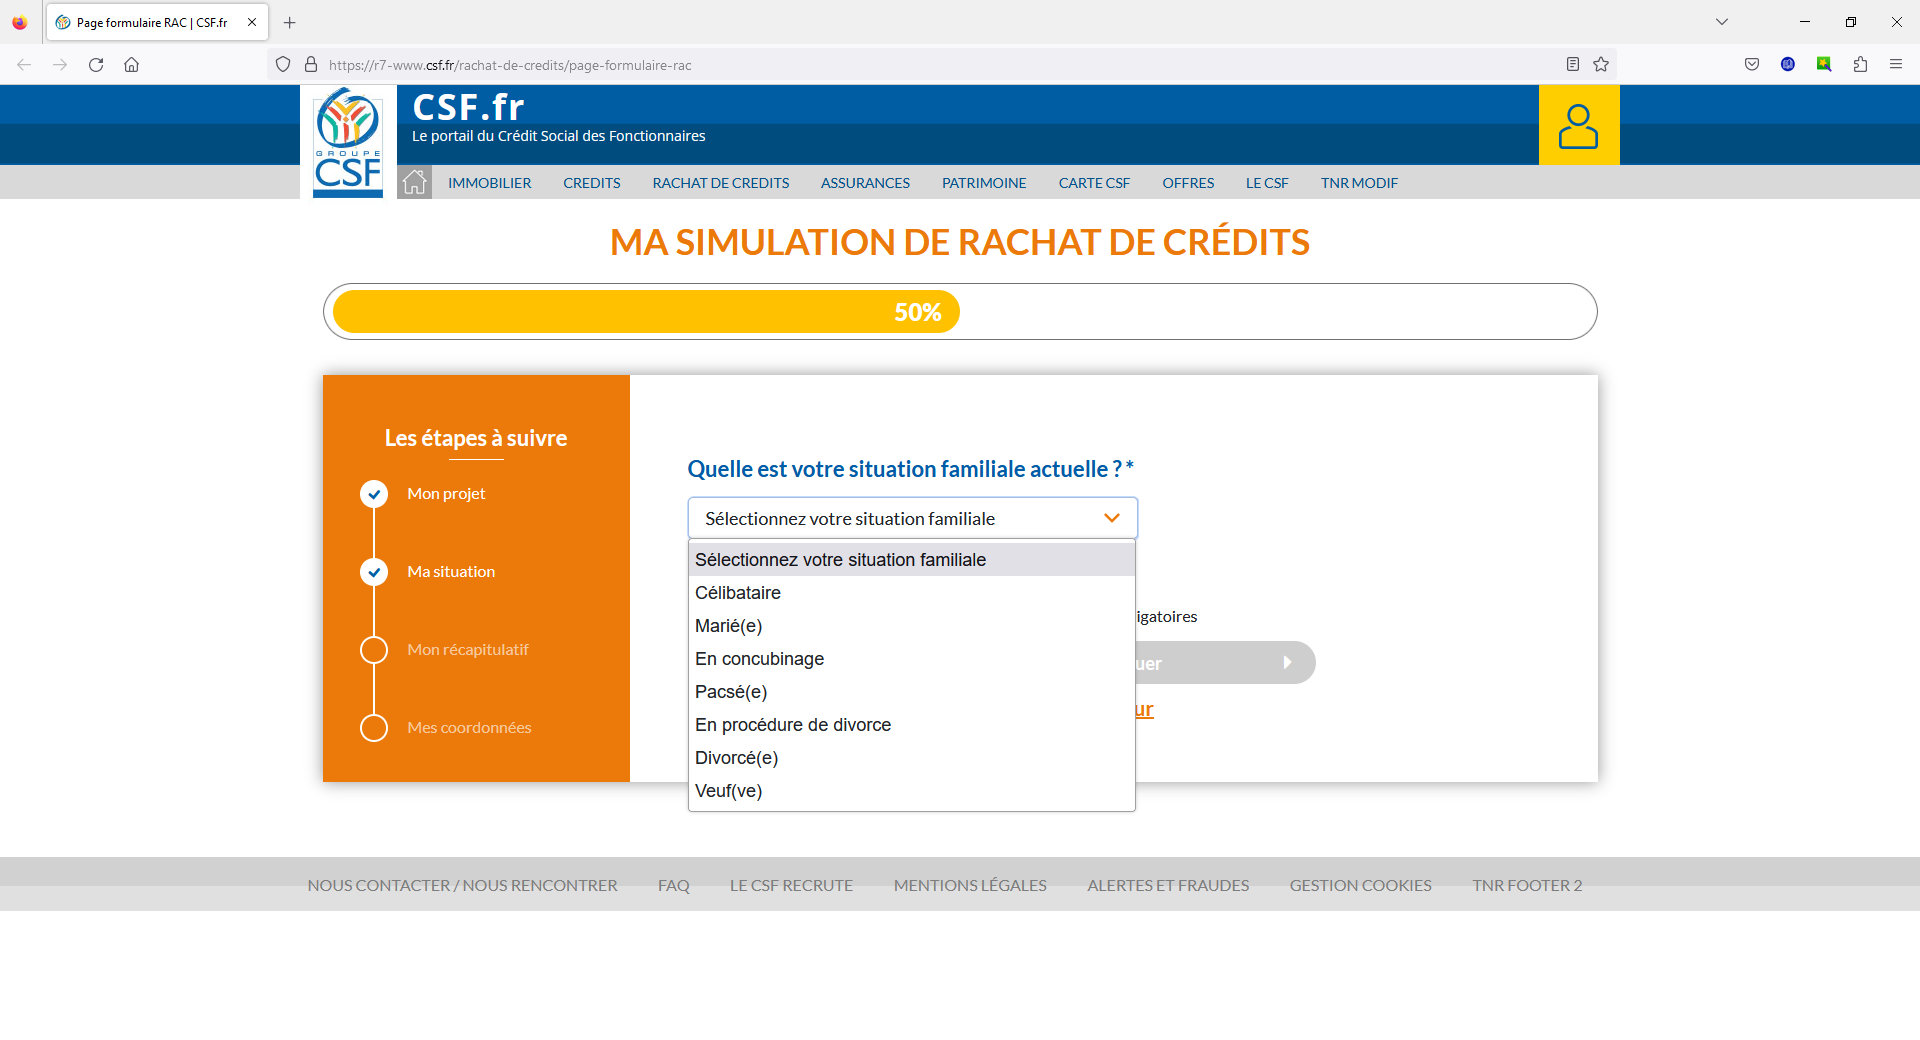 Page formulaire RAC | CSF.fr
https://r7-www.csf.fr/rachat-de-credits/page-formulaire-rac
GROUPE
CSF
CSF.fr
Le portail du Crédit Social des Fonctionnaires
IMMOBILIER CREDITS RACHAT DE CREDITS ASSURANCES PATRIMOINE CARTE CSF OFFRES LE CSF TNR MODIF
MA SIMULATION DE RACHAT DE CRÉDITS
50%
Les étapes à suivre
Mon projet
Ma situation
Mon récapitulatif
Mes coordonnées
Quelle est votre situation familiale actuelle ? *
Sélectionnez votre situation familiale
Sélectionnez votre situation familiale
Célibataire
Marié(e)
En concubinage
Pacsé(e)
En procédure de divorce
Divorcé(e)
Veuf(ve)
igatoires
uer
ur
NOUS CONTACTER / NOUS RENCONTRER FAQ LE CSF RECRUTE MENTIONS LÉGALES ALERTES ET FRAUDES GESTION COOKIES TNR FOOTER 2